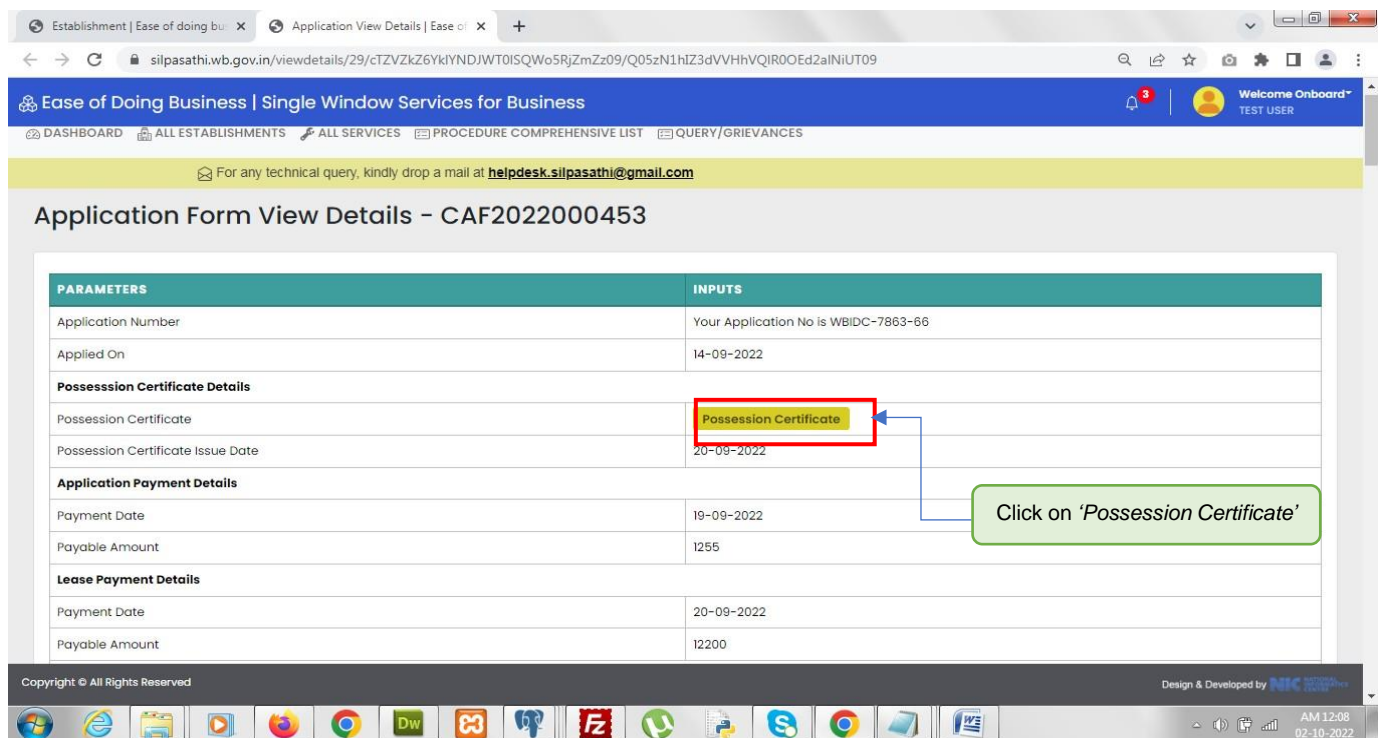 Establishment | Ease of doing bu
Application View Details | Ease of
silpasathi.wb.gov.in/viewdetails/29/
Ease of Doing Business | Single Window Services for Business
3
Welcome Onboard
TEST USER
DASHBOARD ALL ESTABLISHMENTS ALL SERVICES PROCEDURE COMPREHENSIVE LIST QUERY/GRIEVANCES
For any technical query, kindly drop a mail at helpdesk.silpasathi@gmail.com
Application Form View Details - CAF2022000453
PARAMETERS INPUTS
Application Number Your Application No is WBIDC-7863-66
Applied On 14-09-2022
Possesssion Certificate Details
Possession Certificate Possession Certificate
Possession Certificate Issue Date 20-09-2022
Application Payment Details
Payment Date 19-09-2022
Click on ‘Possession Certificate’
Payable Amount 1255
Lease Payment Details
Payment Date 20-09-2022
Payable Amount 12200
Copyright © All Rights Reserved
Design & Developed by NIC
Dw
AM 12:08
02-10-2022